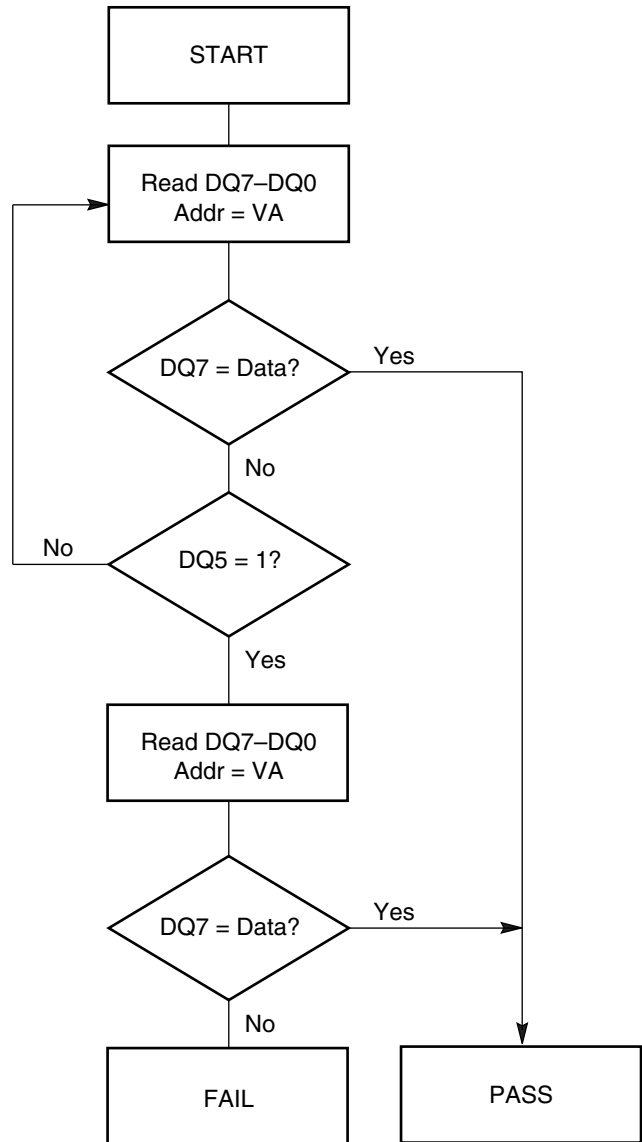 START
Read DQ7–DQ0
Addr = VA
DQ7 = Data?
Yes
No
No
DQ5 = 1?
Yes
Read DQ7–DQ0
Addr = VA
DQ7 = Data?
Yes
No
FAIL
PASS